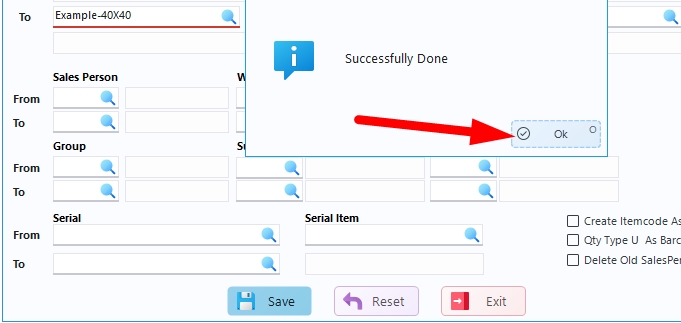 To Example-40X40
Successfully Done
Sales Person W
From
To
Ok O
Group Su
From
To
Serial Serial Item
From
To
Create Itemcode As
Qty Type U As Barc
Delete Old SalesPer
Save Reset Exit